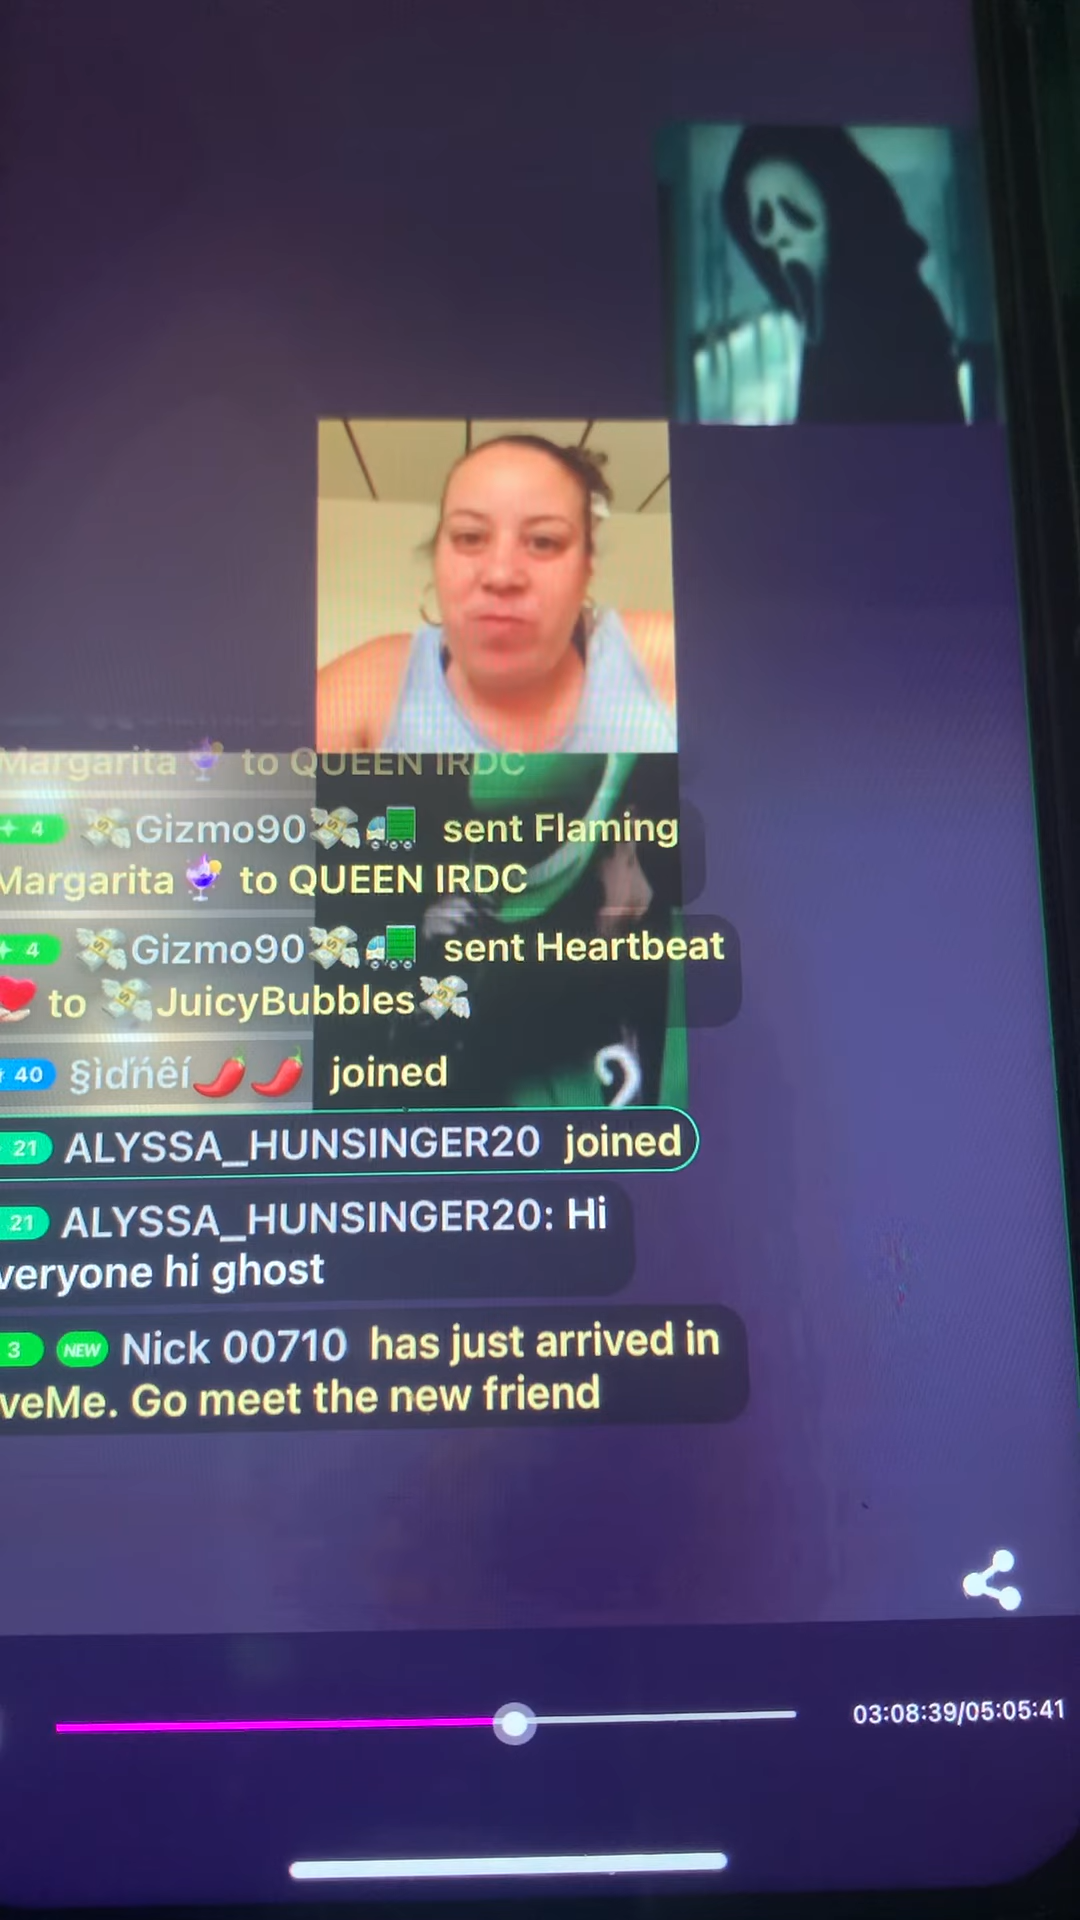 Margarita🍹 to QUEEN IRDC
4 💸Gizmo90💸🚛 sent Flaming
Margarita🍹 to QUEEN IRDC
4 💸Gizmo90💸🚛 sent Heartbeat
to 💸JuicyBubbles💸
40 §ìďńêí🌶️🌶️ joined
21 ALYSSA_HUNSINGER20 joined
21 ALYSSA_HUNSINGER20: Hi
veryone hi ghost
3 NEW Nick 00710 has just arrived in
veMe. Go meet the new friend
03:08:39/05:05:41